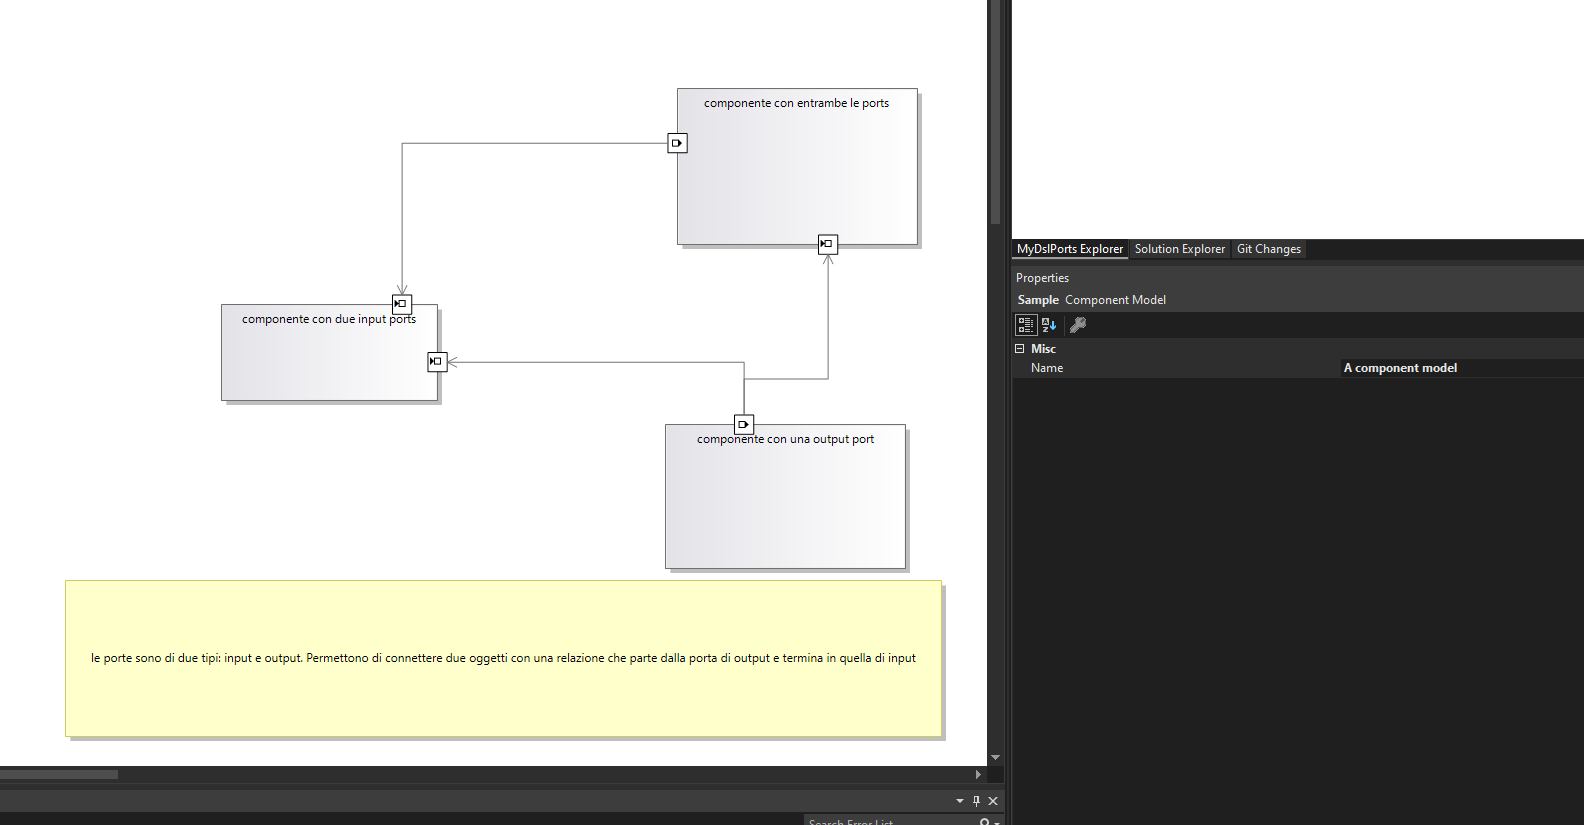 componente con entrambe le ports
componente con due input ports
componente con una output port
le porte sono di due tipi: input e output. Permettono di connettere due oggetti con una relazione che parte dalla porta di output e termina in quella di input
MyDslPorts Explorer Solution Explorer Git Changes
Properties
Sample Component Model
Misc
Name A component model
Search Error List